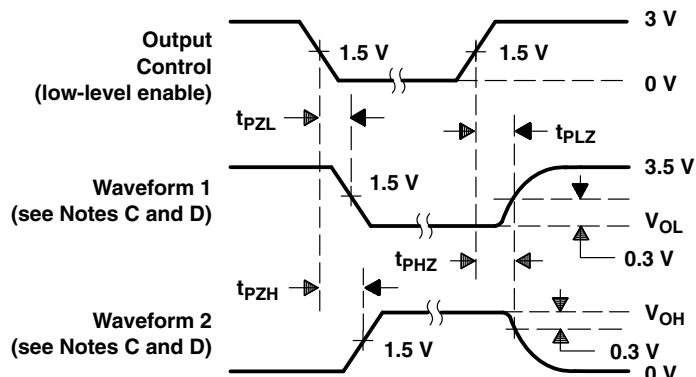 Output
Control
(low-level enable)
1.5 V
1.5 V
3 V
0 V
tPZL
tPLZ
Waveform 1
(see Notes C and D)
1.5 V
3.5 V
VOL
0.3 V
tPHZ
tPZH
Waveform 2
(see Notes C and D)
1.5 V
VOH
0.3 V
0 V